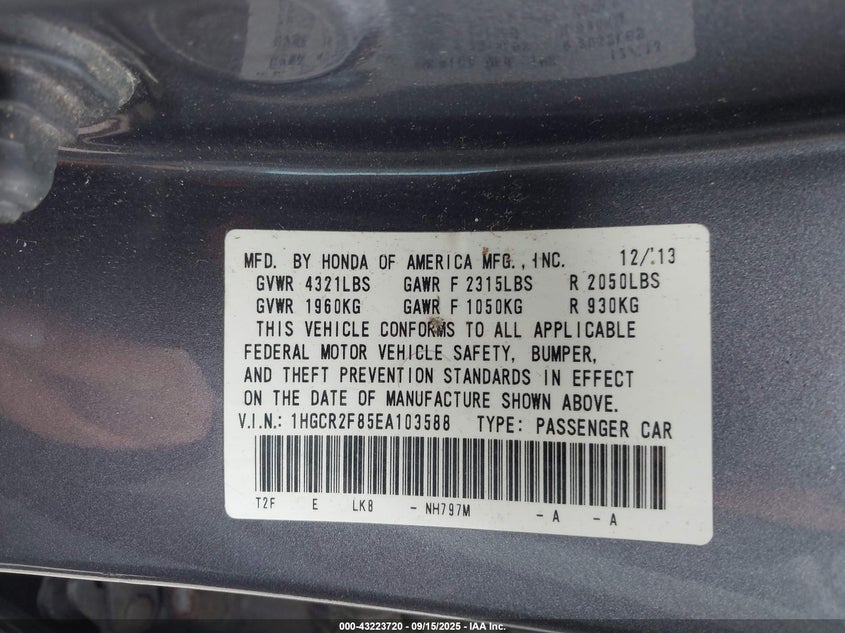 MFD. BY HONDA OF AMERICA MFG., INC. 12/13
GVWR 4321LBS GAWR F 2315LBS R 2050LBS
GVWR 1960KG GAWR F 1050KG R 930KG
THIS VEHICLE CONFORMS TO ALL APPLICABLE
FEDERAL MOTOR VEHICLE SAFETY, BUMPER,
AND THEFT PREVENTION STANDARDS IN EFFECT
ON THE DATE OF MANUFACTURE SHOWN ABOVE.
V.I.N.: 1HGCR2F85EA103588 TYPE: PASSENGER CAR
T2F E LK8 - NH797M - A - A
000-43223720 - 09/15/2025 - IAA Inc.